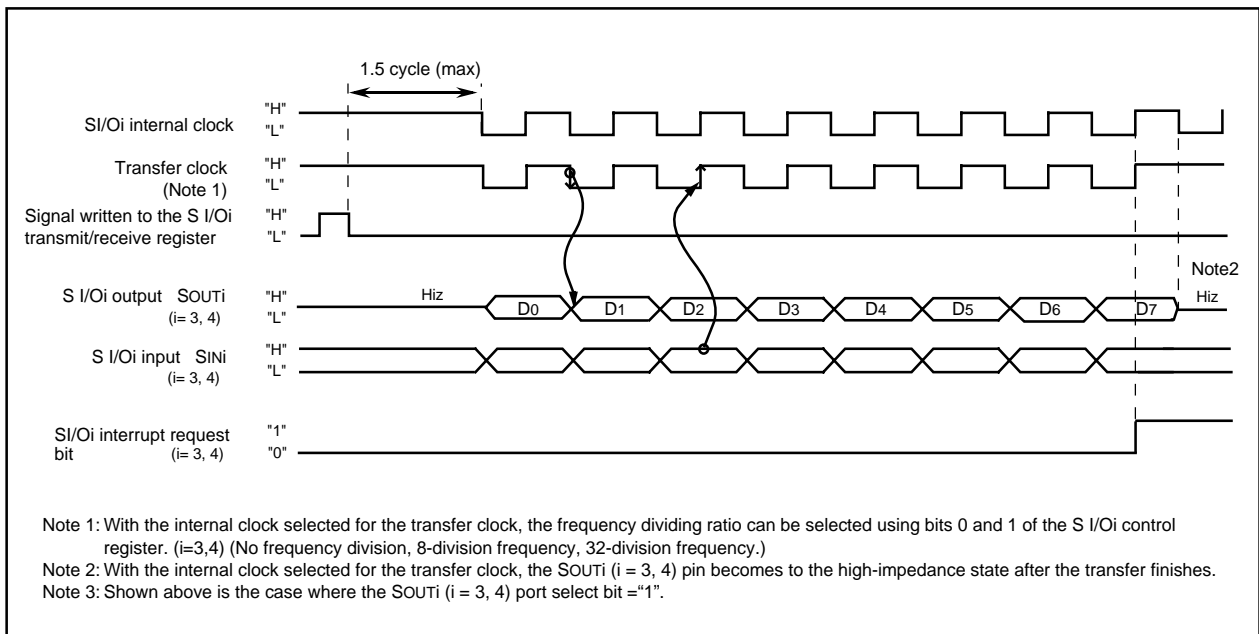 1.5 cycle (max)
SI/Oi internal clock "H" "L"
Transfer clock "H"
(Note 1) "L"
Signal written to the S I/Oi "H"
transmit/receive register "L"
Note2
S I/Oi output SOUTi "H" Hiz D0 D1 D2 D3 D4 D5 D6 D7 Hiz
(i= 3, 4) "L"
S I/Oi input SINi "H"
(i= 3, 4) "L"
SI/Oi interrupt request "1"
bit (i= 3, 4) "0"
Note 1: With the internal clock selected for the transfer clock, the frequency dividing ratio can be selected using bits 0 and 1 of the S I/Oi control
register. (i=3,4) (No frequency division, 8-division frequency, 32-division frequency.)
Note 2: With the internal clock selected for the transfer clock, the SOUTi (i = 3, 4) pin becomes to the high-impedance state after the transfer finishes.
Note 3: Shown above is the case where the SOUTi (i = 3, 4) port select bit =“1”.